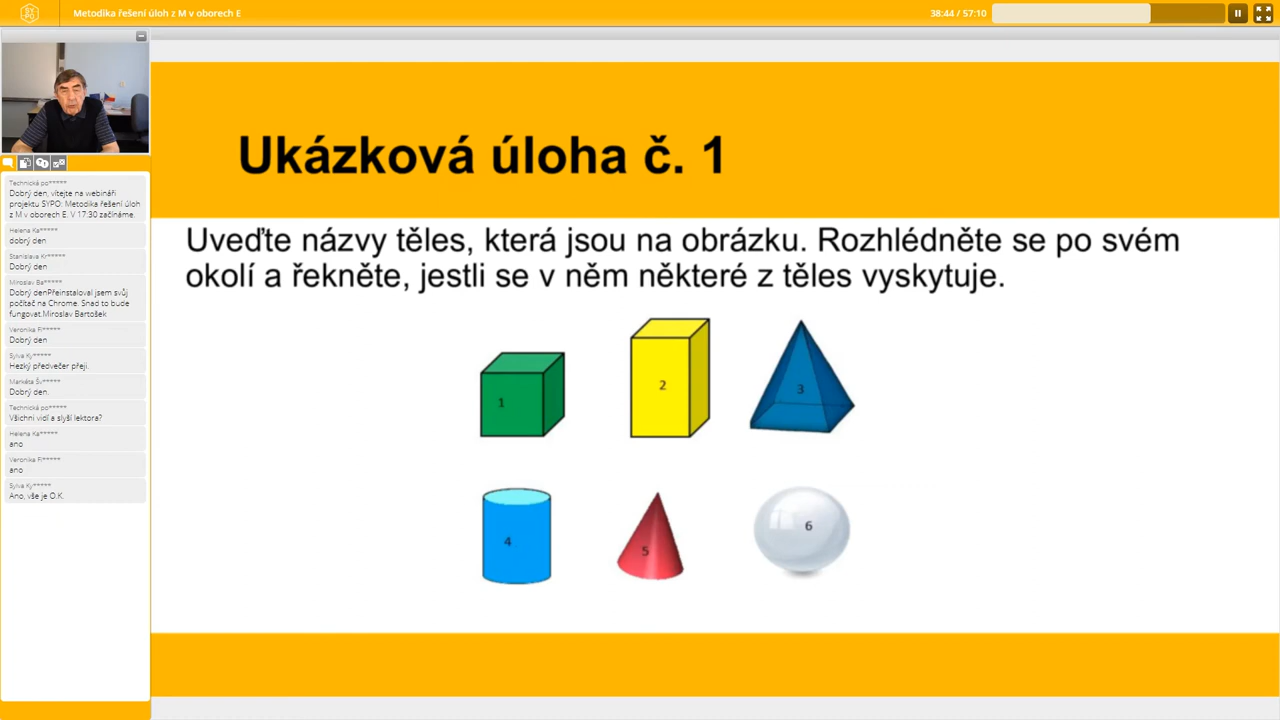 SY
PO
Metodika řešení úloh z M v oborech E
38:44 / 57:10
Technická po*****
Dobrý den, vítejte na webináři
projektu SYPO: Metodika řešení úloh
z M v oborech E. V 17:30 začínáme.
Helena Ka*****
dobrý den
Stanislava Kr*****
Dobrý den
Miroslav Ba*****
Dobrý denPřeinstaloval jsem svůj
počítač na Chrome. Snad to bude
fungovat.Miroslav Bartošek
Veronika Fi*****
Dobrý den
Sylva Ky*****
Hezký předvečer přeji.
Markéta Šv*****
Dobrý den.
Technická po*****
Všichni vidí a slyší lektora?
Helena Ka*****
ano
Veronika Fi*****
ano
Sylva Ky*****
Ano, vše je O.K.
Ukázková úloha č. 1
Uveďte názvy těles, která jsou na obrázku. Rozhlédněte se po svém
okolí a řekněte, jestli se v něm některé z těles vyskytuje.
1
2
3
4
5
6